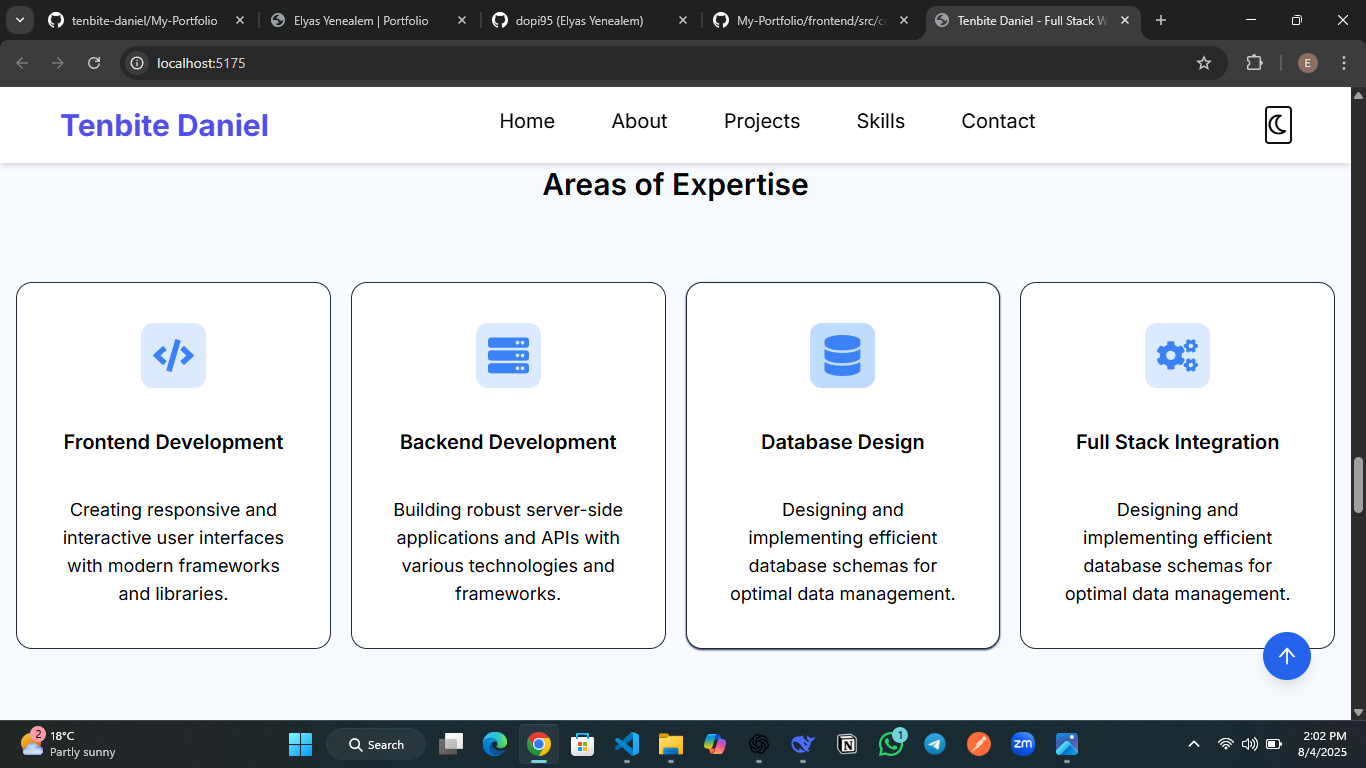 tenbite-daniel/My-Portfolio
Elyas Yenealem | Portfolio
dopi95 (Elyas Yenealem)
My-Portfolio/frontend/src/c
Tenbite Daniel - Full Stack W
localhost:5175
E
Tenbite Daniel
Home
About
Projects
Skills
Contact
Areas of Expertise
Frontend Development
Creating responsive and
interactive user interfaces
with modern frameworks
and libraries.
Backend Development
Building robust server-side
applications and APIs with
various technologies and
frameworks.
Database Design
Designing and
implementing efficient
database schemas for
optimal data management.
Full Stack Integration
Designing and
implementing efficient
database schemas for
optimal data management.
2
18°C
Partly sunny
Search
1
zm
2:02 PM
8/4/2025